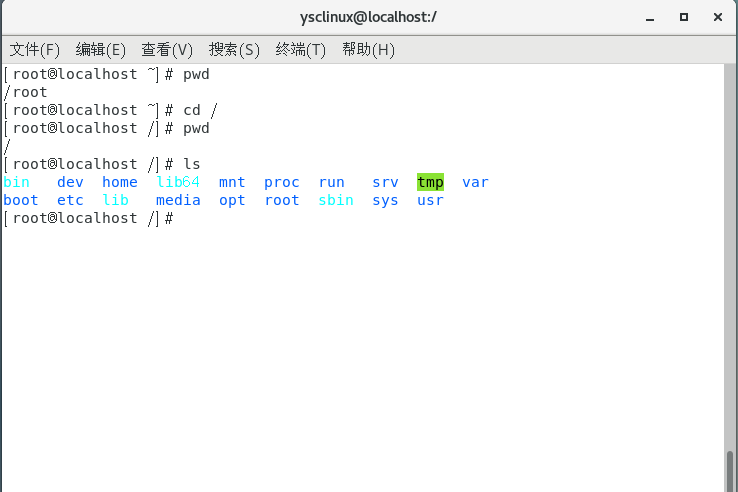 ysclinux@localhost:/
文件(F) 编辑(E) 查看(V) 搜索(S) 终端(T) 帮助(H)
[root@localhost ~]# pwd
/root
[root@localhost ~]# cd /
[root@localhost /]# pwd
/
[root@localhost /]# ls
bin   dev  home  lib64  mnt  proc  run   srv  tmp  var
boot  etc  lib   media  opt  root  sbin  sys  usr
[root@localhost /]#